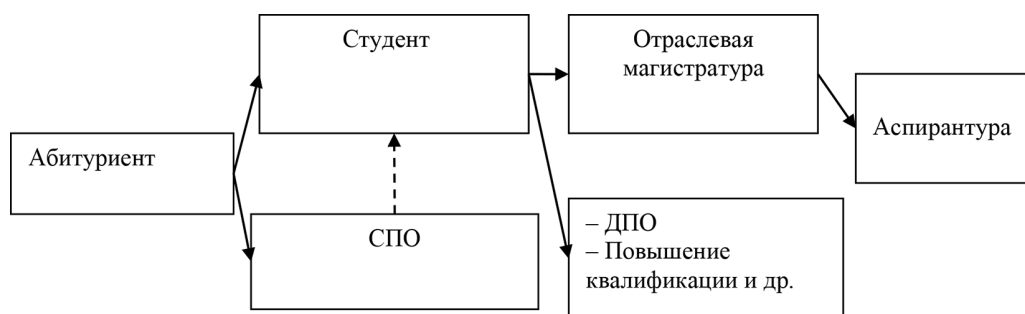 Студент
Отраслевая
магистратура
Аспирантура
Абитуриент
СПО
– ДПО
– Повышение
квалификации и др.